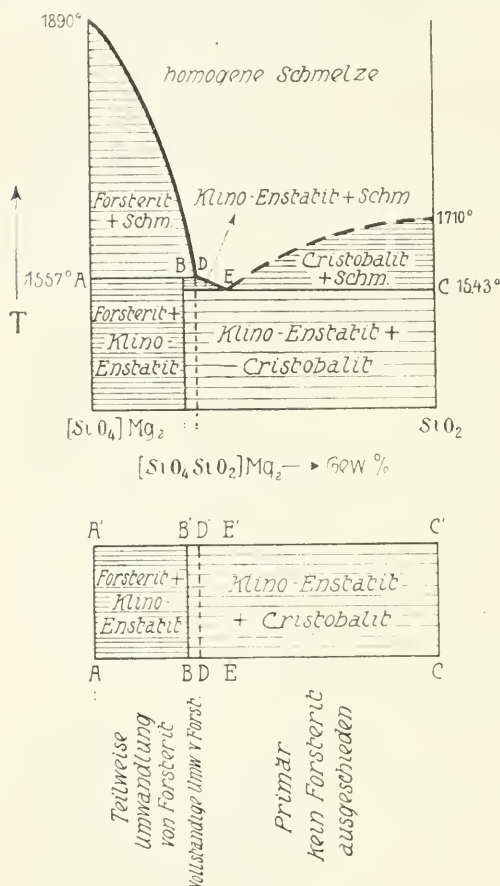 1890°
homogene Schmelze
Forsterit
+ Schm.
Klino-Enstatit + Schm
1710°
Cristobalit
+ Schm.
1557° A
B D
E
C 1543°
T
Forsterit +
Klino-
Enstatit
Klino-Enstatit +
Cristobalit
[SiO₄]Mg₂
SiO₂
[SiO₄SiO₂]Mg₂ → Gew %
A' B' D' E' C'
Forsterit +
Klino-
Enstatit
Klino-Enstatit
+ Cristobalit
A B D E C
Teilweise
Umwandlung
von Forsterit
Vollständige Umw v Forst.
Primär
kein Forsterit
ausgeschieden